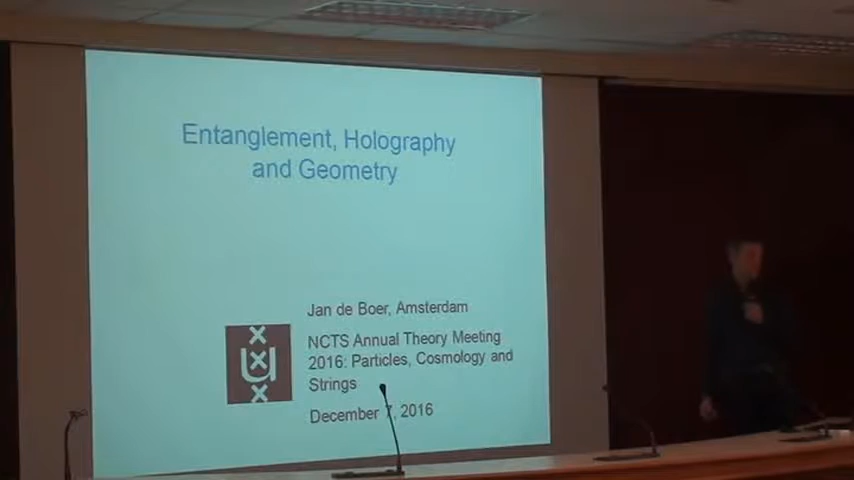 Entanglement, Holography
and Geometry
Jan de Boer, Amsterdam
NCTS Annual Theory Meeting
2016: Particles, Cosmology and
Strings
December 7, 2016